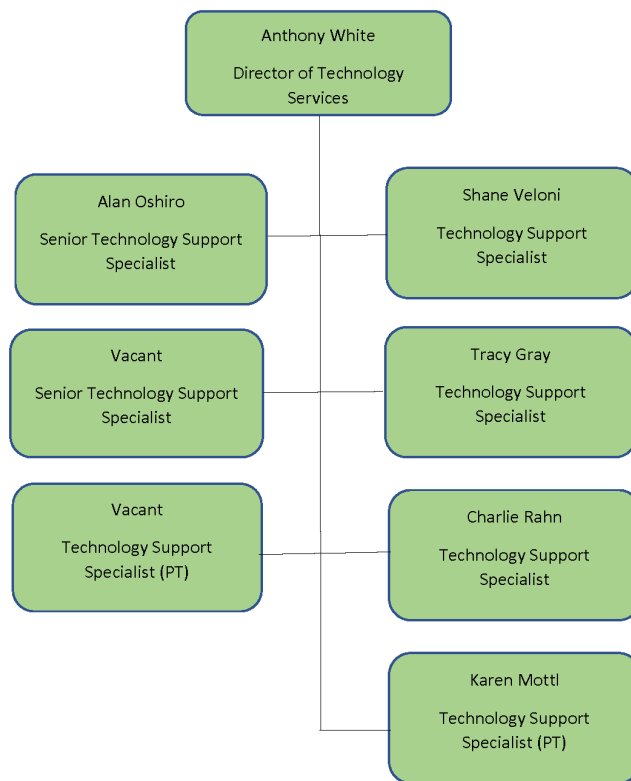 Anthony White
Director of Technology
Services
Alan Oshiro
Senior Technology Support
Specialist
Shane Veloni
Technology Support
Specialist
Vacant
Senior Technology Support
Specialist
Tracy Gray
Technology Support
Specialist
Vacant
Technology Support
Specialist (PT)
Charlie Rahn
Technology Support
Specialist
Karen Mottl
Technology Support
Specialist (PT)